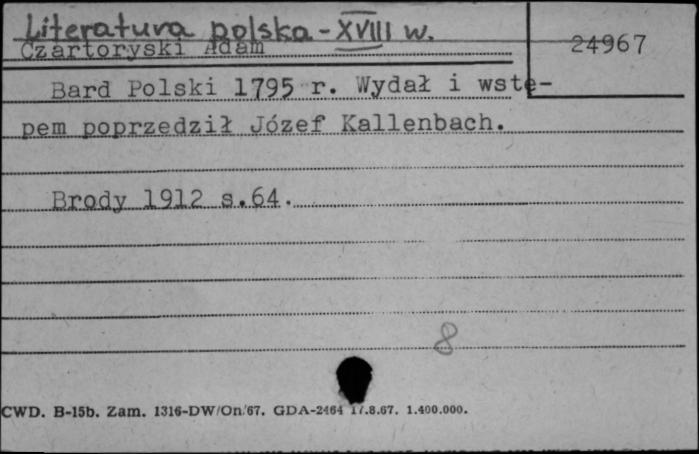 Literatura polska - XVIII w.
Czartoryski Adam
24967
Bard Polski 1795 r. Wydał i wstę-
pem poprzedził Józef Kallenbach.
Brody 1912 s.64.
8
CWD. B-15b. Zam. 1316-DW/On/67. GDA-2464 17.8.67. 1.400.000.